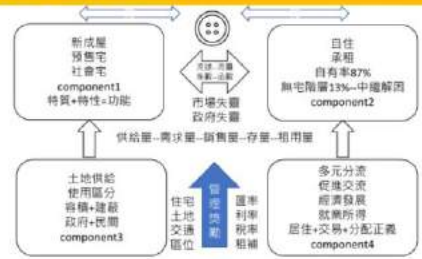 新成屋
預售宅
社會宅
component1
特質+特性=功能
市場失靈
政府失靈
自住
承租
自有率87%
無宅階層13%--中繼解困
component2
供給量--需求量--銷售量--存量--租用量
土地供給
使用區分
容積+建蔽
政府+民間
component3
住宅
土地
交通
區位
管理獎勵
匯率
利率
稅率
租補
多元分流
促進交流
經濟發展
就業所得
居住+交易+分配正義
component4